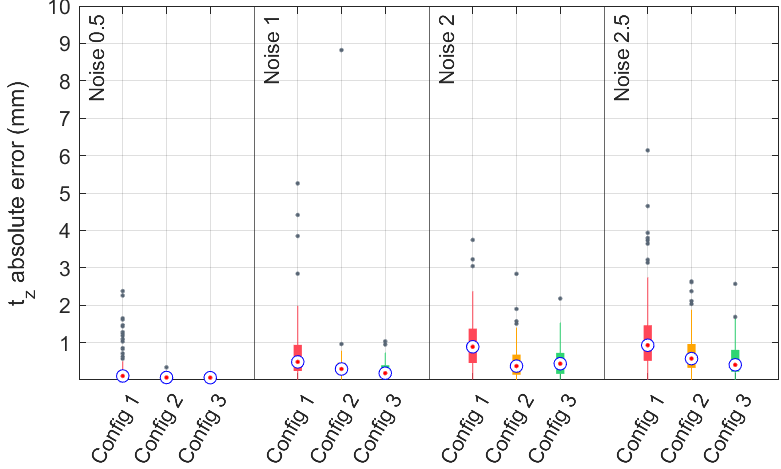 10
9
8
7
6
5
4
3
2
1
t_z absolute error (mm)
Noise 0.5
Noise 1
Noise 2
Noise 2.5
Config 1
Config 2
Config 3
Config 1
Config 2
Config 3
Config 1
Config 2
Config 3
Config 1
Config 2
Config 3